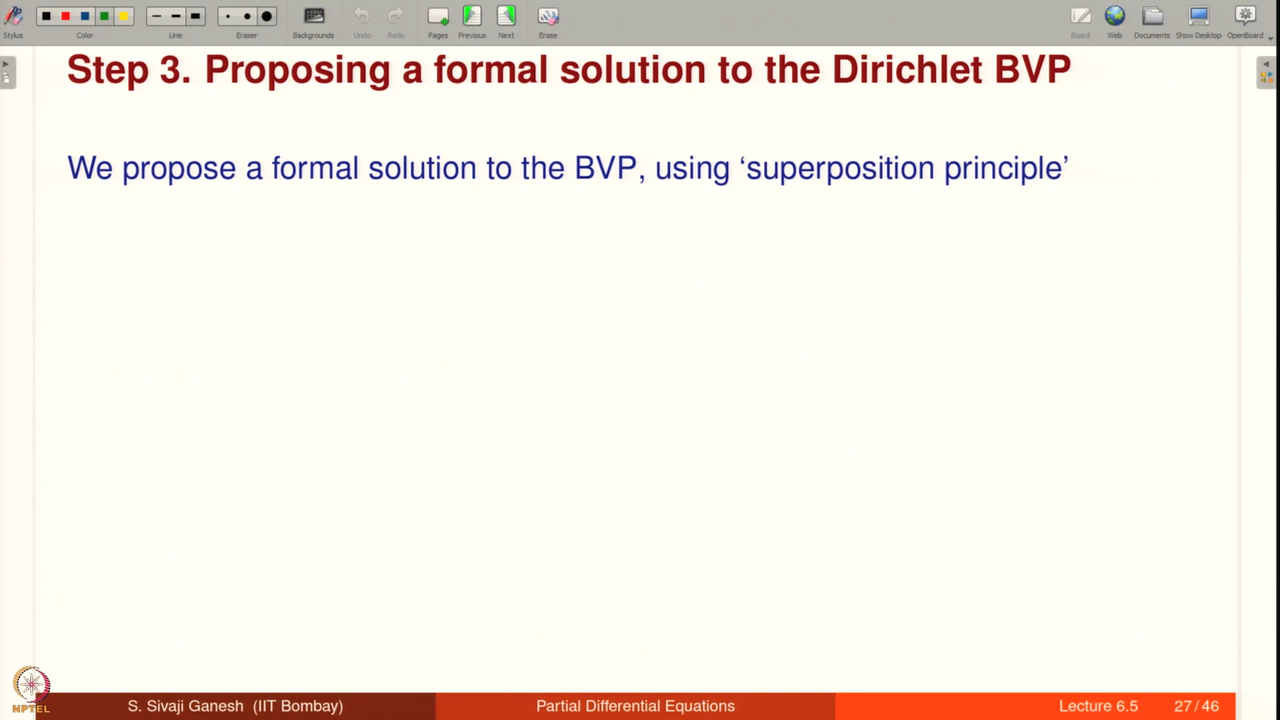 Stylus Color Line Eraser Backgrounds Undo Redo Pages Previous Next Erase Board Web Documents Show Desktop OpenBoard
Step 3. Proposing a formal solution to the Dirichlet BVP
We propose a formal solution to the BVP, using ‘superposition principle’
NPTEL
S. Sivaji Ganesh (IIT Bombay) Partial Differential Equations Lecture 6.5 27 / 46